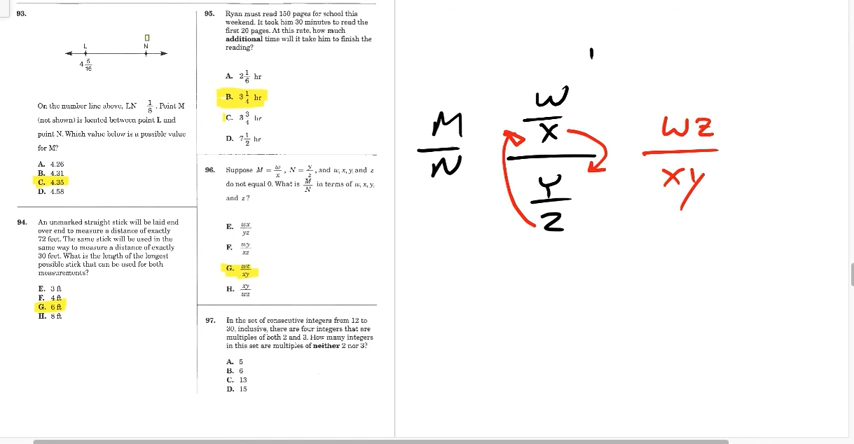 93.
L
N
4 5/16
On the number line above, LN 1/8. Point M
(not shown) is located between point L and
point N. Which value below is a possible value
for M?
A. 4.26
B. 4.31
C. 4.35
D. 4.58
94. An unmarked straight stick will be laid end
over end to measure a distance of exactly
72 feet. The same stick will be used in the
same way to measure a distance of exactly
30 feet. What is the length of the longest
possible stick that can be used for both
measurements?
E. 3 ft
F. 4 ft
G. 6 ft
H. 8 ft
95. Ryan must read 150 pages for school this
weekend. It took him 30 minutes to read the
first 20 pages. At this rate, how much
additional time will it take him to finish the
reading?
A. 2 1/6 hr
B. 3 1/4 hr
C. 3 3/4 hr
D. 7 1/2 hr
96. Suppose M = w/x, N = y/z, and w, x, y, and z
do not equal 0. What is M/N in terms of w, x, y,
and z?
E. wx/yz
F. wy/xz
G. wz/xy
H. xy/wz
97. In the set of consecutive integers from 12 to
30, inclusive, there are four integers that are
multiples of both 2 and 3. How many integers
in this set are multiples of neither 2 nor 3?
A. 5
B. 6
C. 13
D. 15
M
N
W
X
Y
Z
WZ
XY